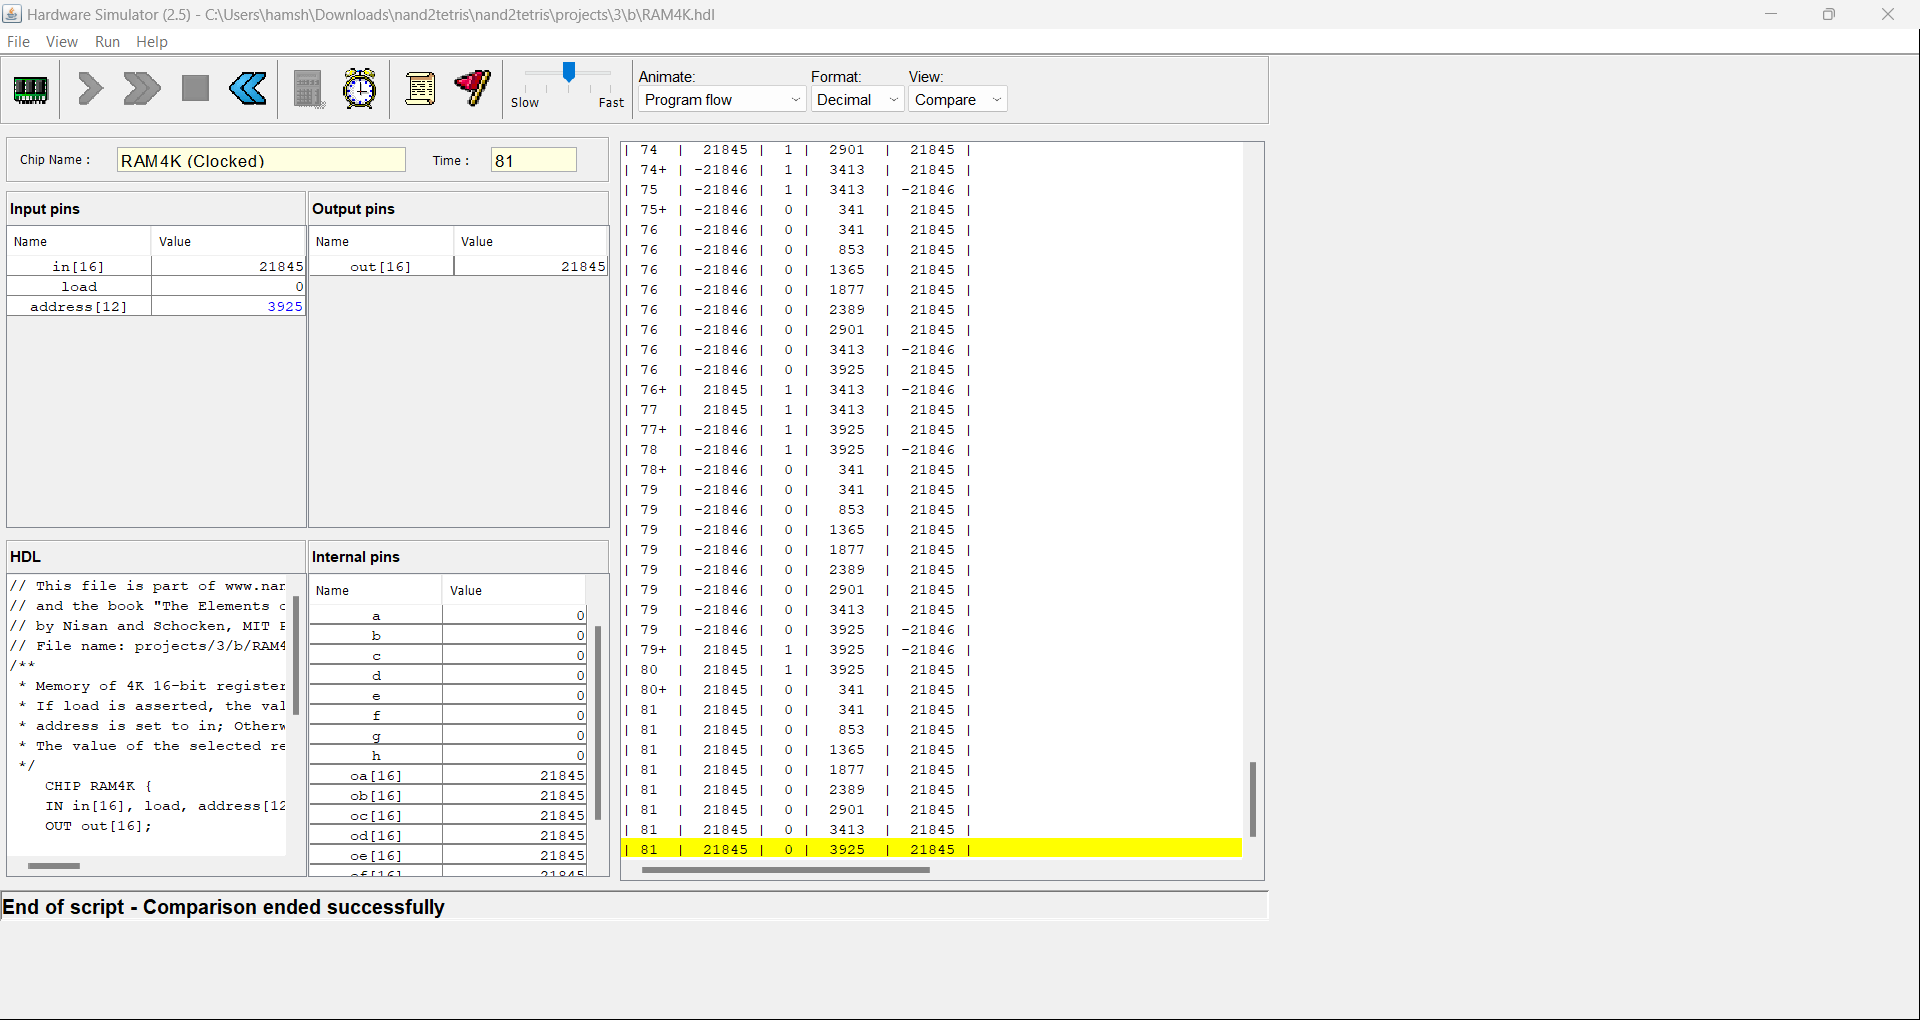 Hardware Simulator (2.5) - C:\Users\hamsh\Downloads\nand2tetris\nand2tetris\projects\3\b\RAM4K.hdl
File View Run Help
Slow Fast
Animate: Format: View:
Program flow Decimal Compare
Chip Name : RAM4K (Clocked) Time : 81
Input pins
Name Value
in[16] 21845
load 0
address[12] 3925
Output pins
Name Value
out[16] 21845
HDL
// This file is part of www.nan
// and the book "The Elements o
// by Nisan and Schocken, MIT P
// File name: projects/3/b/RAM4
/**
* Memory of 4K 16-bit register
* If load is asserted, the val
* address is set to in; Otherw
* The value of the selected re
*/
CHIP RAM4K {
IN in[16], load, address[12
OUT out[16];
Internal pins
Name Value
a 0
b 0
c 0
d 0
e 0
f 0
g 0
h 0
oa[16] 21845
ob[16] 21845
oc[16] 21845
od[16] 21845
oe[16] 21845
of[16] 21845
| 74 | 21845 | 1 | 2901 | 21845 |
| 74+ | -21846 | 1 | 3413 | 21845 |
| 75 | -21846 | 1 | 3413 | -21846 |
| 75+ | -21846 | 0 | 341 | 21845 |
| 76 | -21846 | 0 | 341 | 21845 |
| 76 | -21846 | 0 | 853 | 21845 |
| 76 | -21846 | 0 | 1365 | 21845 |
| 76 | -21846 | 0 | 1877 | 21845 |
| 76 | -21846 | 0 | 2389 | 21845 |
| 76 | -21846 | 0 | 2901 | 21845 |
| 76 | -21846 | 0 | 3413 | -21846 |
| 76 | -21846 | 0 | 3925 | 21845 |
| 76+ | 21845 | 1 | 3413 | -21846 |
| 77 | 21845 | 1 | 3413 | 21845 |
| 77+ | -21846 | 1 | 3925 | 21845 |
| 78 | -21846 | 1 | 3925 | -21846 |
| 78+ | -21846 | 0 | 341 | 21845 |
| 79 | -21846 | 0 | 341 | 21845 |
| 79 | -21846 | 0 | 853 | 21845 |
| 79 | -21846 | 0 | 1365 | 21845 |
| 79 | -21846 | 0 | 1877 | 21845 |
| 79 | -21846 | 0 | 2389 | 21845 |
| 79 | -21846 | 0 | 2901 | 21845 |
| 79 | -21846 | 0 | 3413 | 21845 |
| 79 | -21846 | 0 | 3925 | -21846 |
| 79+ | 21845 | 1 | 3925 | -21846 |
| 80 | 21845 | 1 | 3925 | 21845 |
| 80+ | 21845 | 0 | 341 | 21845 |
| 81 | 21845 | 0 | 341 | 21845 |
| 81 | 21845 | 0 | 853 | 21845 |
| 81 | 21845 | 0 | 1365 | 21845 |
| 81 | 21845 | 0 | 1877 | 21845 |
| 81 | 21845 | 0 | 2389 | 21845 |
| 81 | 21845 | 0 | 2901 | 21845 |
| 81 | 21845 | 0 | 3413 | 21845 |
| 81 | 21845 | 0 | 3925 | 21845 |
End of script - Comparison ended successfully